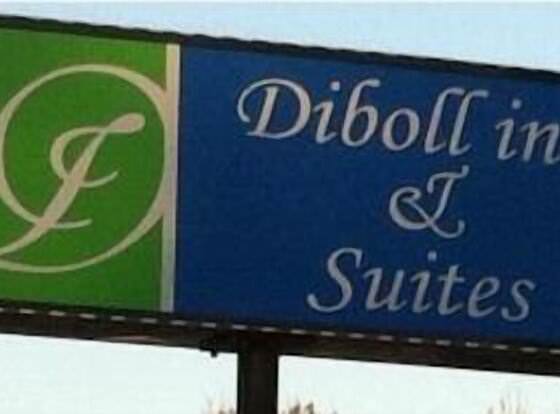 Diboll in
&
Suites